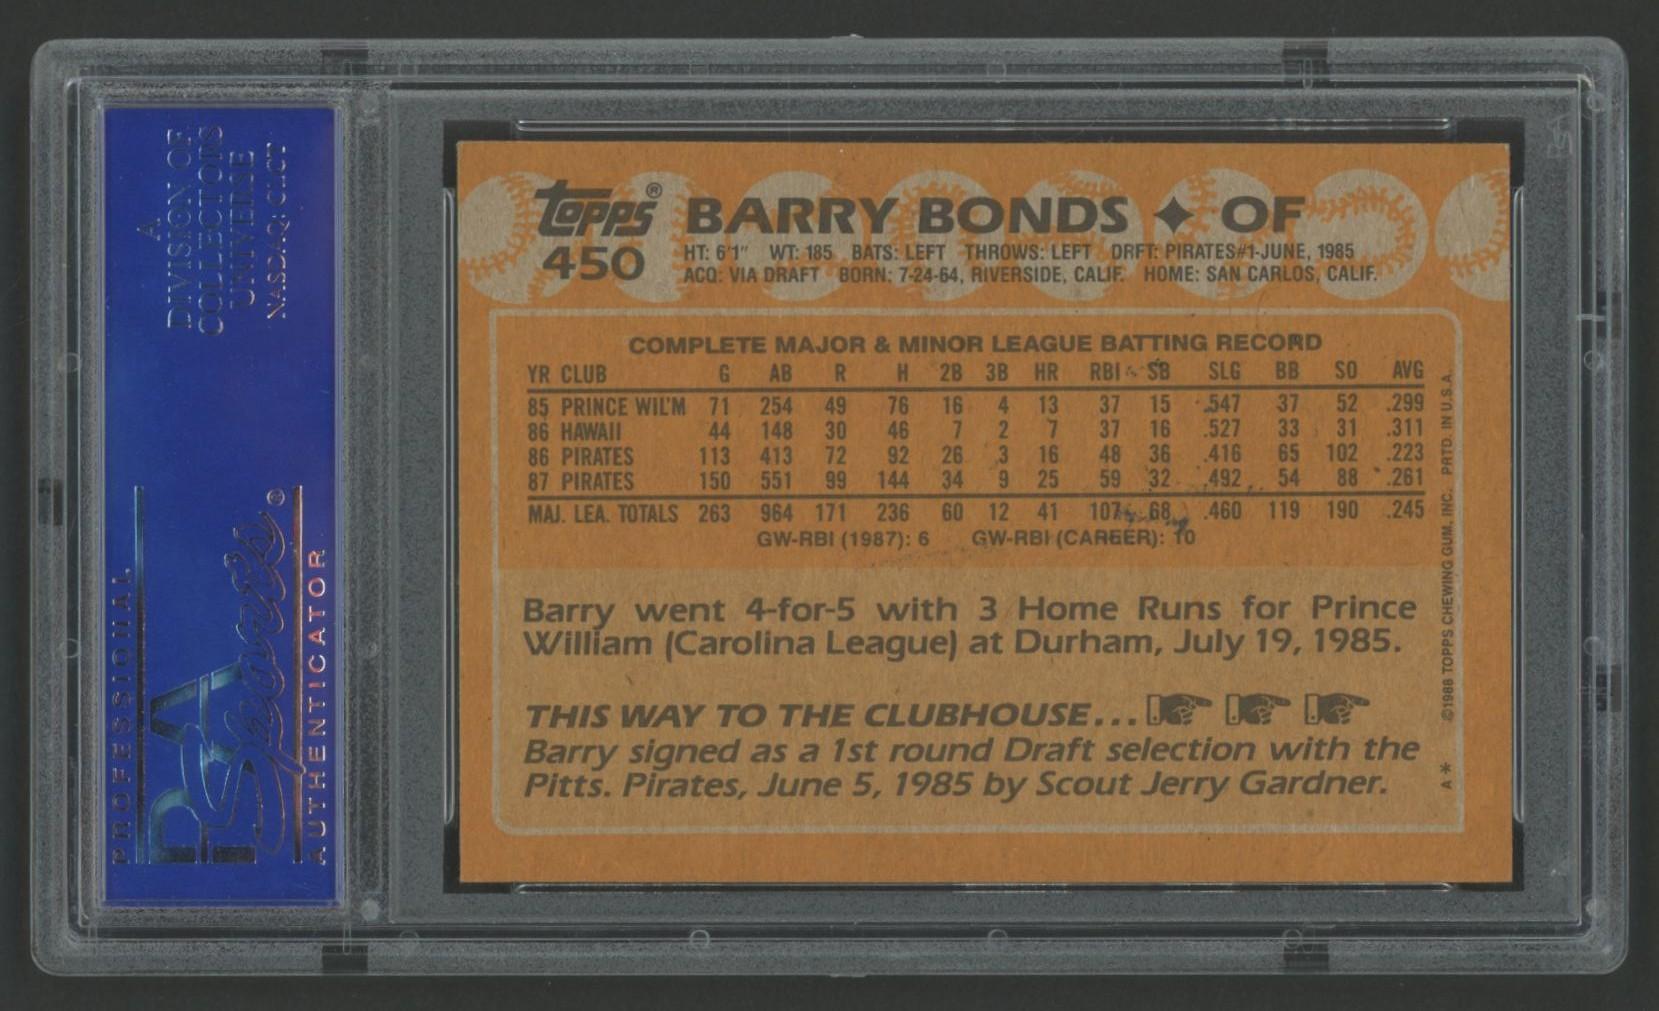 A
DIVISION OF
COLLECTORS
UNIVERSE
NASDAQ: CLCT
PROFESSIONAL
PSA
Sports®
AUTHENTICATOR
TOPPS® BARRY BONDS ✦ OF
450
HT: 6'1" WT: 185 BATS: LEFT THROWS: LEFT DRFT: PIRATES#1-JUNE, 1985
ACQ: VIA DRAFT BORN: 7-24-64, RIVERSIDE, CALIF. HOME: SAN CARLOS, CALIF.
COMPLETE MAJOR & MINOR LEAGUE BATTING RECORD
YR CLUB G AB R H 2B 3B HR RBI SB SLG BB SO AVG
85 PRINCE WIL'M 71 254 49 76 16 4 13 37 15 .547 37 52 .299
86 HAWAII 44 148 30 46 7 2 7 37 16 .527 33 31 .311
86 PIRATES 113 413 72 92 26 3 16 48 36 .416 65 102 .223
87 PIRATES 150 551 99 144 34 9 25 59 32 .492 54 88 .261
MAJ. LEA. TOTALS 263 964 171 236 60 12 41 107 68 .460 119 190 .245
GW-RBI (1987): 6 GW-RBI (CAREER): 10
Barry went 4-for-5 with 3 Home Runs for Prince
William (Carolina League) at Durham, July 19, 1985.
THIS WAY TO THE CLUBHOUSE...
Barry signed as a 1st round Draft selection with the
Pitts. Pirates, June 5, 1985 by Scout Jerry Gardner.
©1988 TOPPS CHEWING GUM, INC. PRTD. IN U.S.A.
A*
PSA